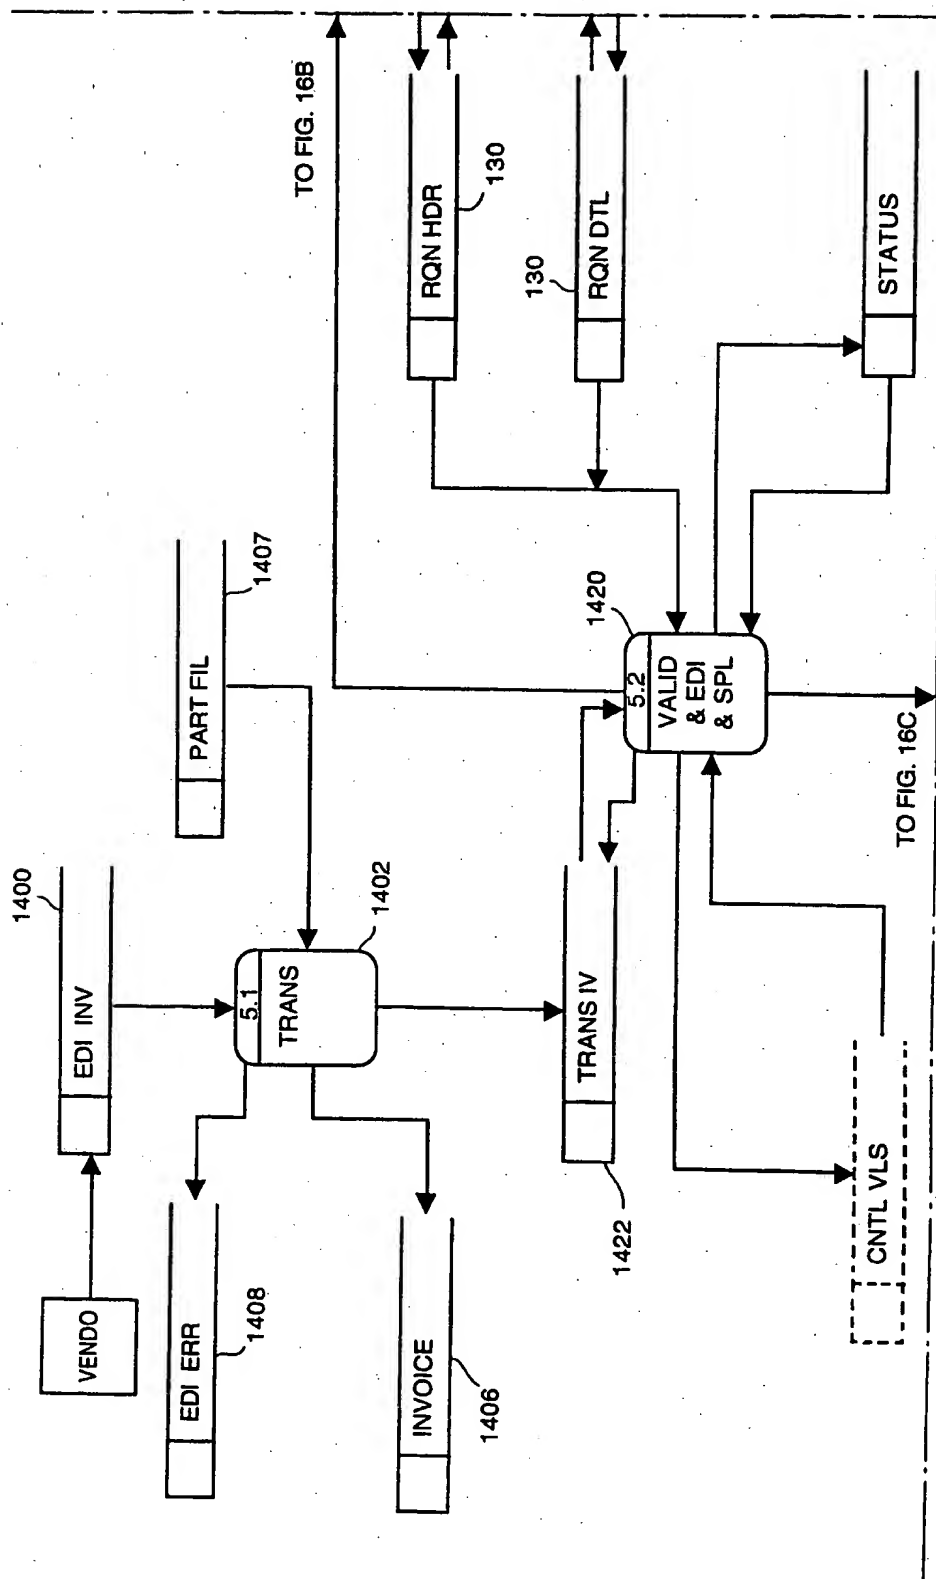 VENDO
EDI INV
1400
EDI ERR
1408
5.1
TRANS
1402
PART FIL
1407
INVOICE
1406
TO FIG. 16B
TRANS IV
1422
5.2
VALID
& EDI
& SPL
1420
RQN HDR
130
RQN DTL
130
CNTL VLS
TO FIG. 16C
STATUS